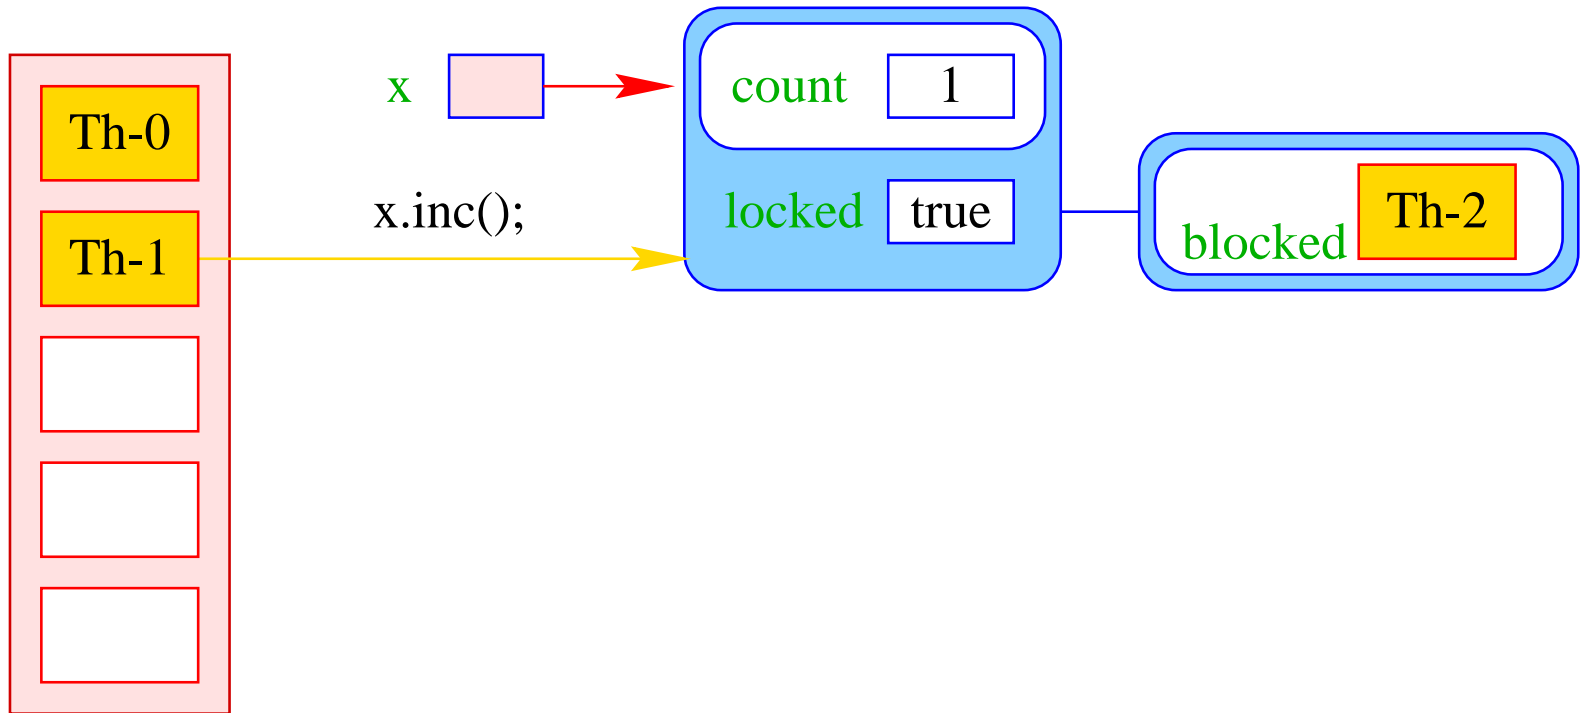 Th-0
Th-1
x
x.inc();
count 1
locked true
blocked Th-2